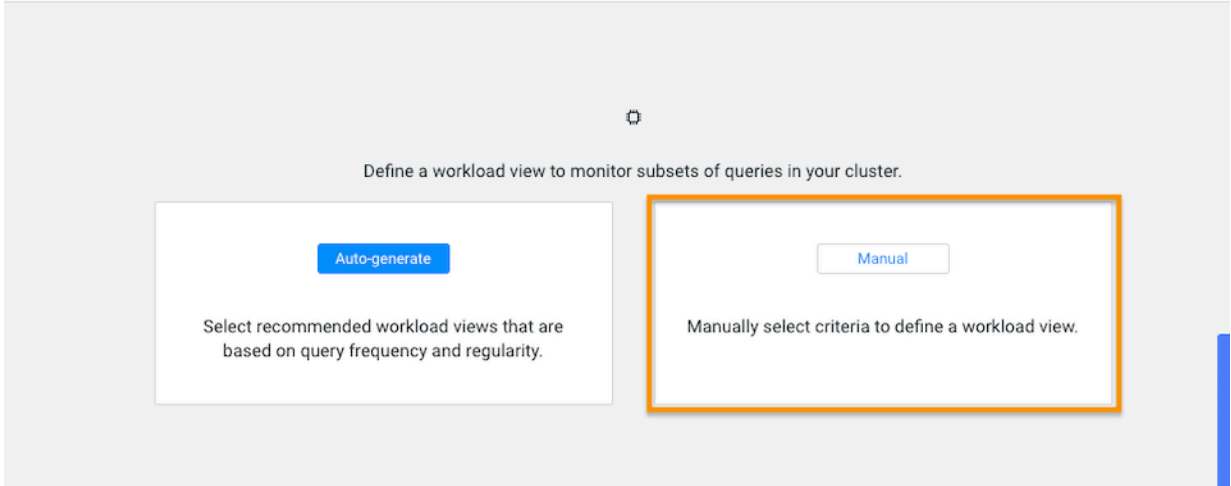 Define a workload view to monitor subsets of queries in your cluster.
Auto-generate
Select recommended workload views that are
based on query frequency and regularity.
Manual
Manually select criteria to define a workload view.